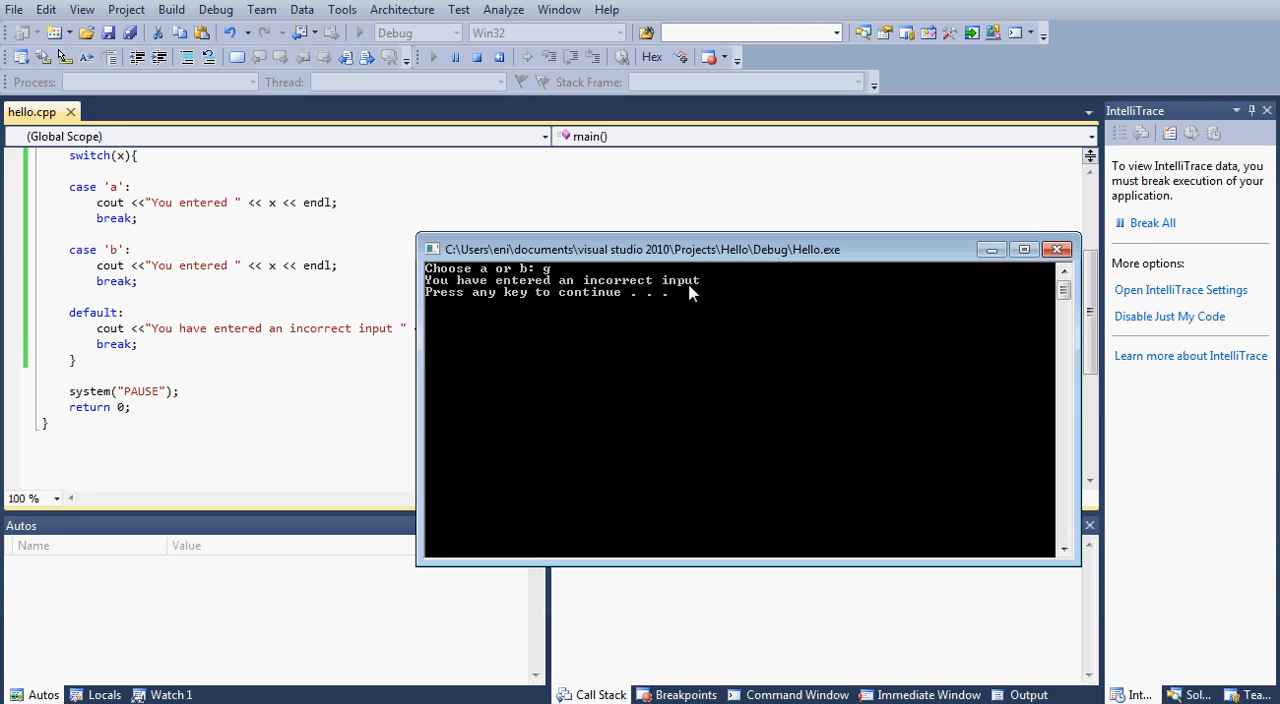 File Edit View Project Build Debug Team Data Tools Architecture Test Analyze Window Help
Debug Win32
Hex
Process: Thread: Stack Frame:
hello.cpp
(Global Scope) main()
switch(x){
case 'a':
cout <<"You entered " << x << endl;
break;
case 'b':
cout <<"You entered " << x << endl;
break;
default:
cout <<"You have entered an incorrect input "
break;
}
system("PAUSE");
return 0;
}
100 %
C:\Users\eni\documents\visual studio 2010\Projects\Hello\Debug\Hello.exe
Choose a or b: g
You have entered an incorrect input
Press any key to continue . . .
IntelliTrace
To view IntelliTrace data, you
must break execution of your
application.
Break All
More options:
Open IntelliTrace Settings
Disable Just My Code
Learn more about IntelliTrace
Autos
Name Value
Autos Locals Watch 1
Call Stack Breakpoints Command Window Immediate Window Output
Int... Sol... Tea...